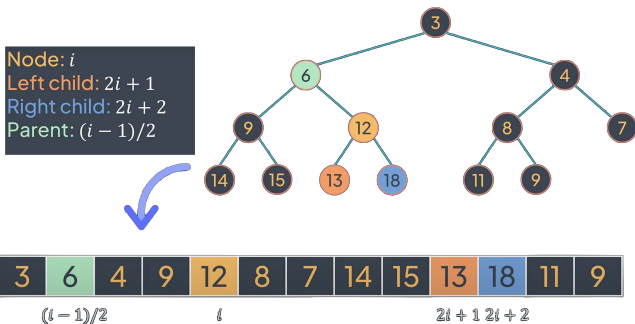 3
Node: i
Left child: 2i + 1
Right child: 2i + 2
Parent: (i − 1)/2
6 4
9 12 8 7
14 15 13 18 11 9
3 6 4 9 12 8 7 14 15 13 18 11 9
(i − 1)/2 i 2i + 1 2i + 2